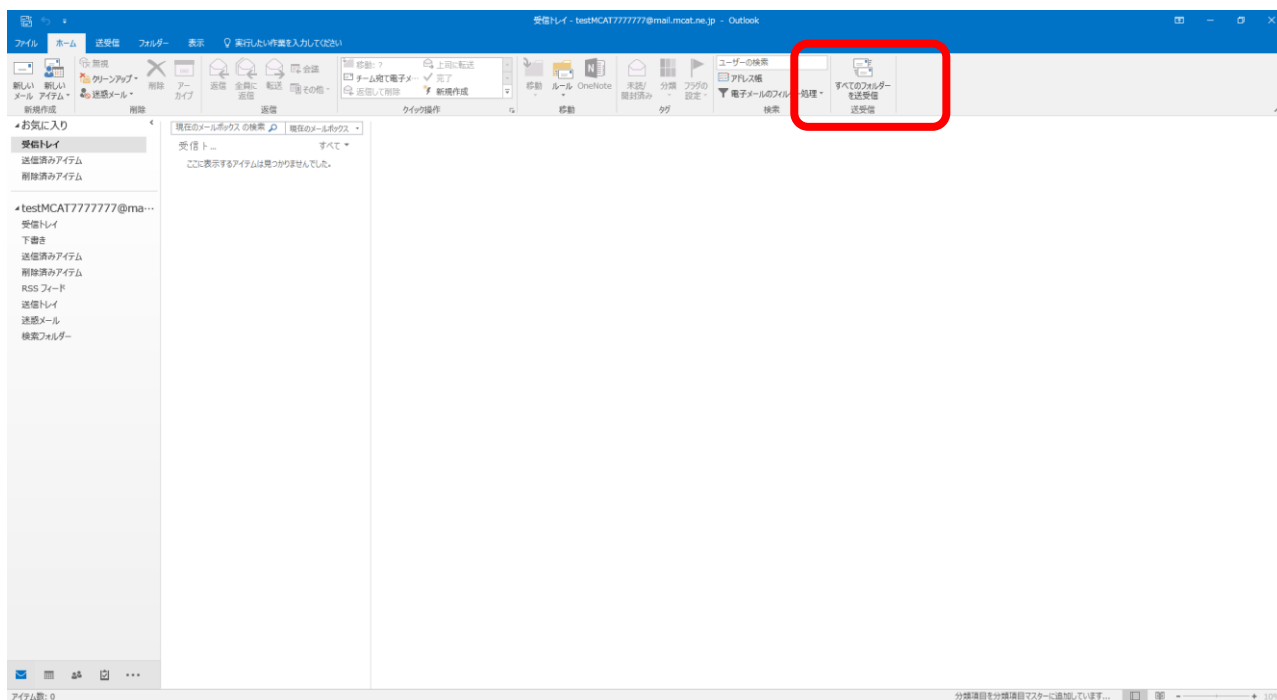 受信トレイ - testMCAT7777777@mail.mcat.ne.jp - Outlook
ファイル ホーム 送受信 フォルダー 表示 実行したい作業を入力してください
新しいメール
新しいアイテム
新規作成
無視
クリーンアップ
迷惑メール
削除
アーカイブ
削除
返信
全員に返信
転送
会議
その他
返信
移動: ?
チーム宛て電子メ…
返信して削除
上司に転送
完了
新規作成
クイック操作
移動
ルール
OneNote
移動
未読/開封済み
分類
フラグの設定
タグ
ユーザーの検索
アドレス帳
電子メールのフィル 処理
検索
すべてのフォルダーを送受信
送受信
お気に入り
受信トレイ
送信済みアイテム
削除済みアイテム
testMCAT7777777@ma…
受信トレイ
下書き
送信済みアイテム
削除済みアイテム
RSS フィード
送信トレイ
迷惑メール
検索フォルダー
現在のメールボックス の検索 現在のメールボックス
受信ト... すべて
ここに表示するアイテムは見つかりませんでした。
アイテム数: 0
分類項目を分類項目マスターに追加しています...